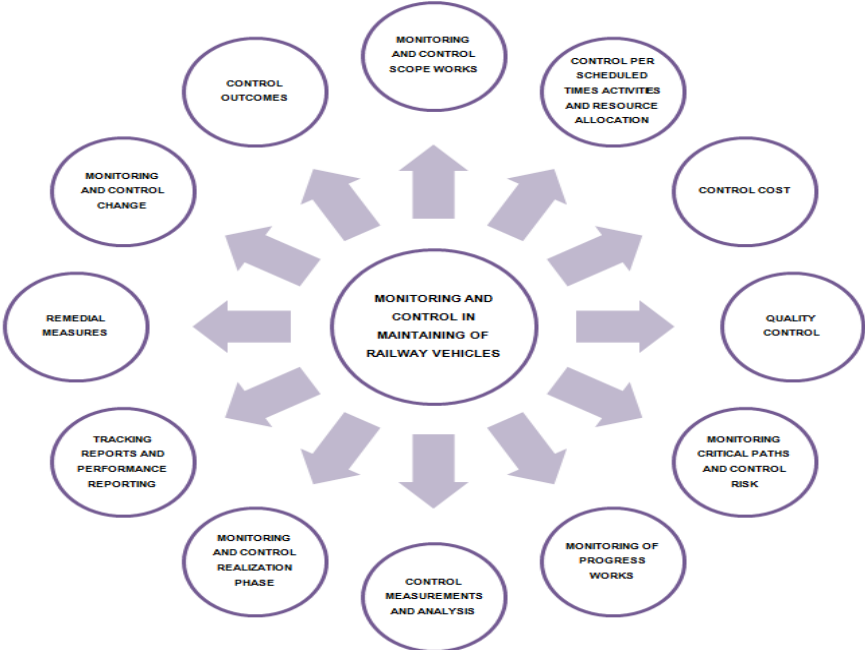 MONITORING
AND CONTROL
SCOPE WORKS
CONTROL PER
SCHEDULED
TIMES ACTIVITIES
AND RESOURCE
ALLOCATION
CONTROL COST
QUALITY
CONTROL
MONITORING
CRITICAL PATHS
AND CONTROL
RISK
MONITORING OF
PROGRESS
WORKS
CONTROL
MEASUREMENTS
AND ANALYSIS
MONITORING
AND CONTROL
REALIZATION
PHASE
TRACKING
REPORTS AND
PERFORMANCE
REPORTING
REMEDIAL
MEASURES
MONITORING
AND CONTROL
CHANGE
CONTROL
OUTCOMES
MONITORING AND
CONTROL IN
MAINTAINING OF
RAILWAY VEHICLES